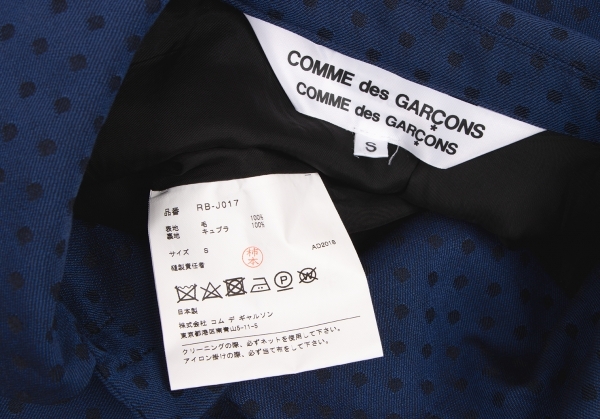 COMME des GARÇONS
COMME des GARÇONS
S
品番 RB-J017
表地 毛 100%
裏地 キュプラ 100%
サイズ S AD2018
縫製責任者 柿本
日本製
株式会社 コム デ ギャルソン
東京都港区南青山5-11-5
クリーニングの際、必ずネットを使用して下さい。
アイロン掛けの際、必ず当て布をして下さい。